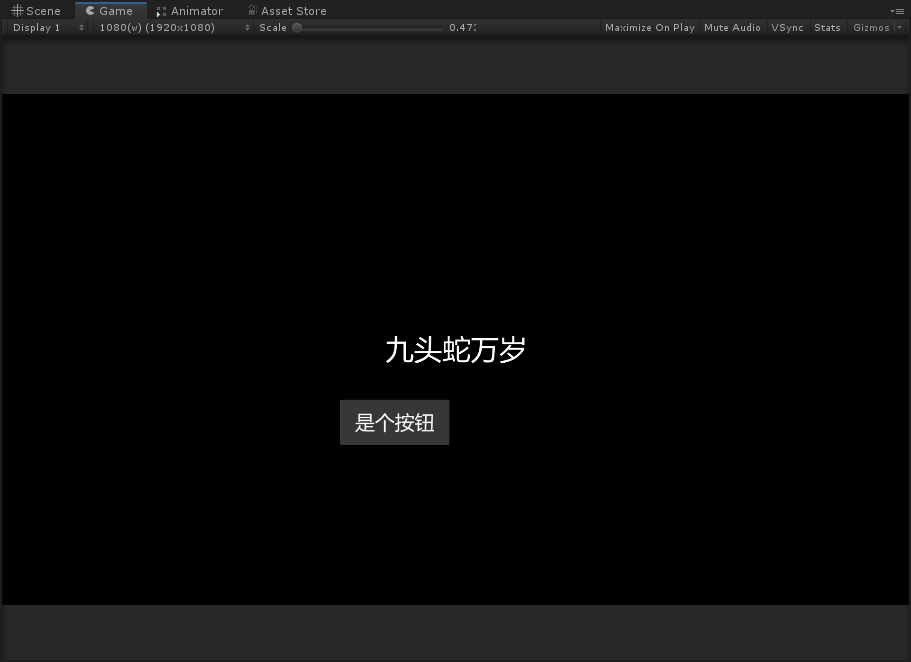 Scene Game Animator Asset Store
Display 1 1080(w) (1920x1080) Scale 0.47: Maximize On Play Mute Audio VSync Stats Gizmos
九头蛇万岁
是个按钮